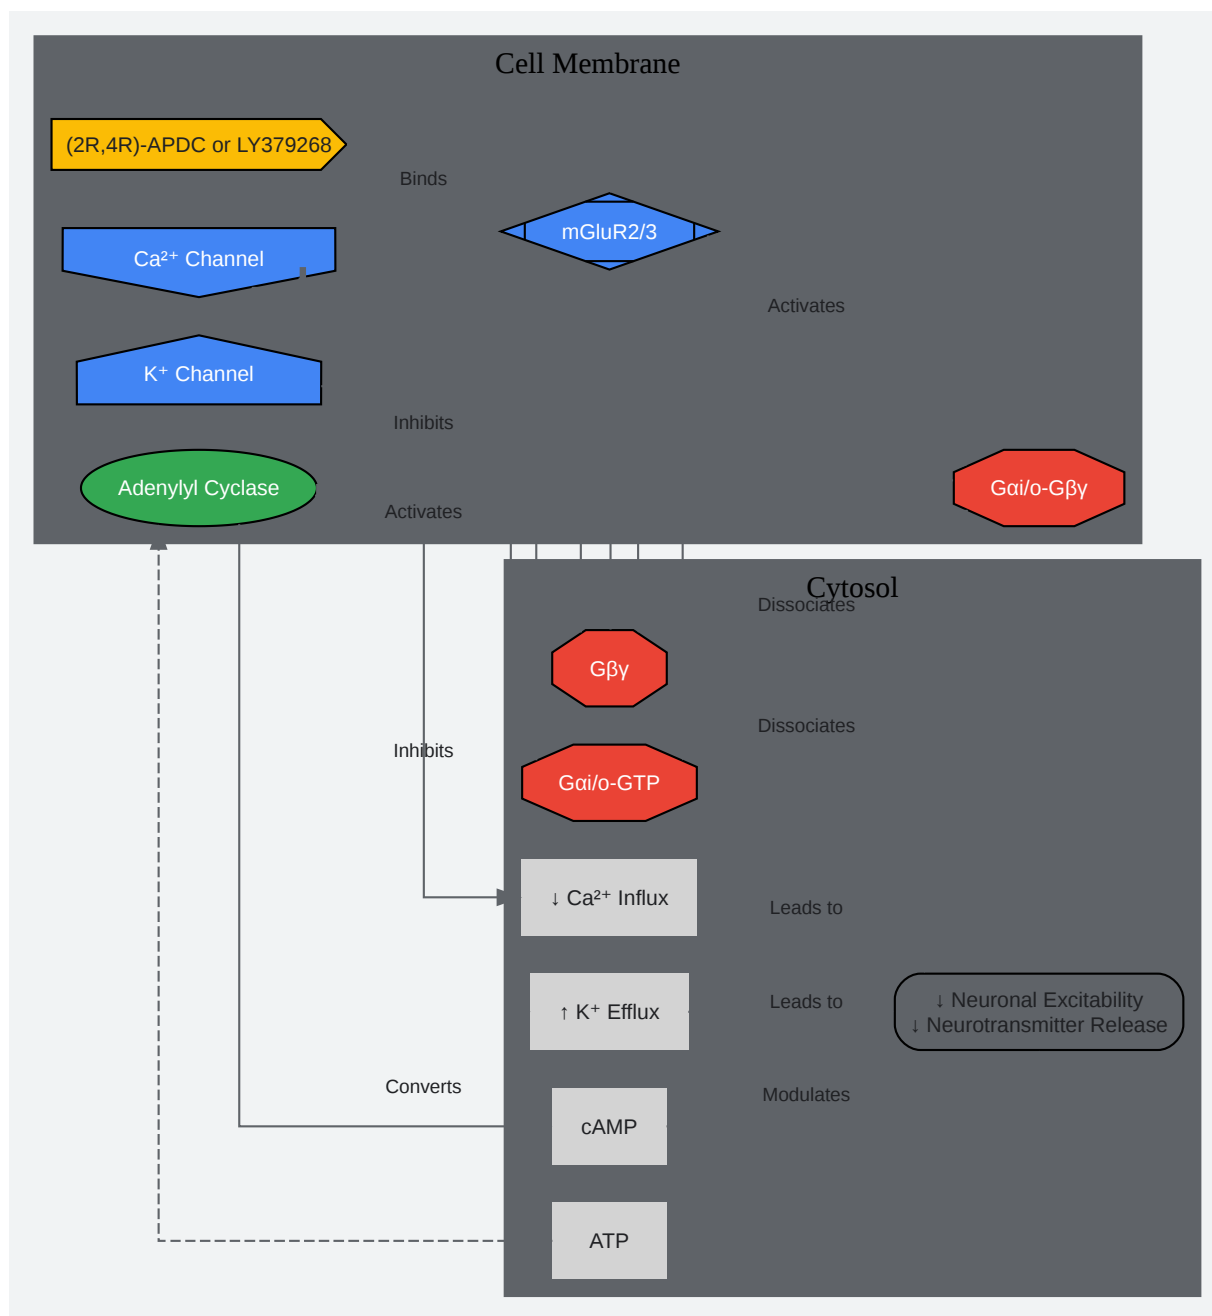 Cell Membrane
(2R,4R)-APDC or LY379268
Binds
mGluR2/3
Ca²⁺ Channel
Activates
K⁺ Channel
Inhibits
Adenylyl Cyclase
Gαi/o-Gβγ
Activates
Cytosol
Dissociates
Gβγ
Dissociates
Inhibits
Gαi/o-GTP
↓ Ca²⁺ Influx
Leads to
↑ K⁺ Efflux
Leads to
↓ Neuronal Excitability
↓ Neurotransmitter Release
Converts
Modulates
cAMP
ATP